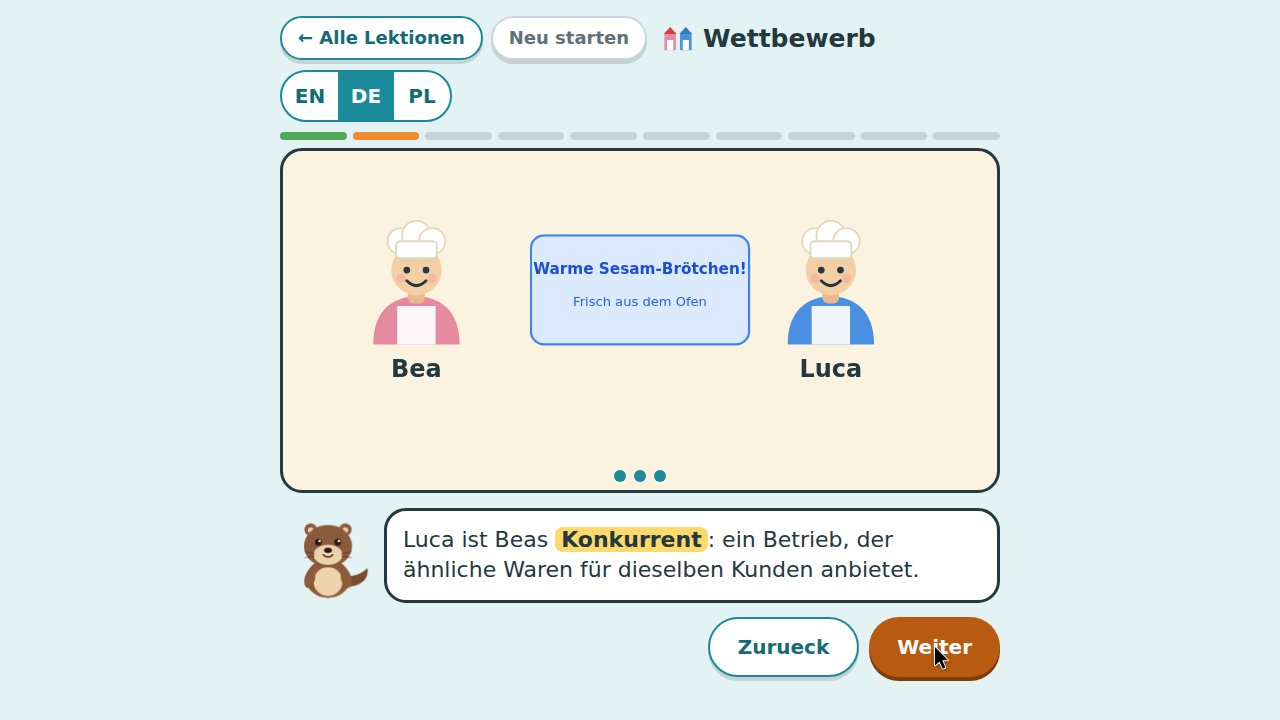 ← Alle Lektionen
Neu starten
Wettbewerb
EN DE PL
Warme Sesam-Brötchen!
Frisch aus dem Ofen
Bea
Luca
Luca ist Beas Konkurrent: ein Betrieb, der
ähnliche Waren für dieselben Kunden anbietet.
Zurueck
Weiter